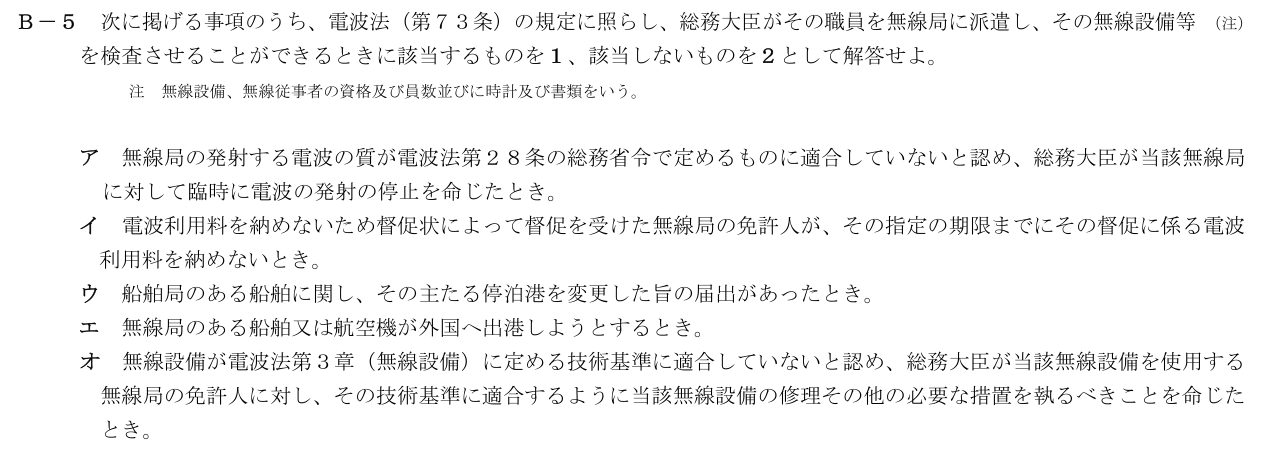 Ｂ－５　次に掲げる事項のうち、電波法（第７３条）の規定に照らし、総務大臣がその職員を無線局に派遣し、その無線設備等（注）
を検査させることができるときに該当するものを１、該当しないものを２として解答せよ。
注　無線設備、無線従事者の資格及び員数並びに時計及び書類をいう。
ア　無線局の発射する電波の質が電波法第２８条の総務省令で定めるものに適合していないと認め、総務大臣が当該無線局
に対して臨時に電波の発射の停止を命じたとき。
イ　電波利用料を納めないため督促状によって督促を受けた無線局の免許人が、その指定の期限までにその督促に係る電波
利用料を納めないとき。
ウ　船舶局のある船舶に関し、その主たる停泊港を変更した旨の届出があったとき。
エ　無線局のある船舶又は航空機が外国へ出港しようとするとき。
オ　無線設備が電波法第３章（無線設備）に定める技術基準に適合していないと認め、総務大臣が当該無線設備を使用する
無線局の免許人に対し、その技術基準に適合するように当該無線設備の修理その他の必要な措置を執るべきことを命じた
とき。